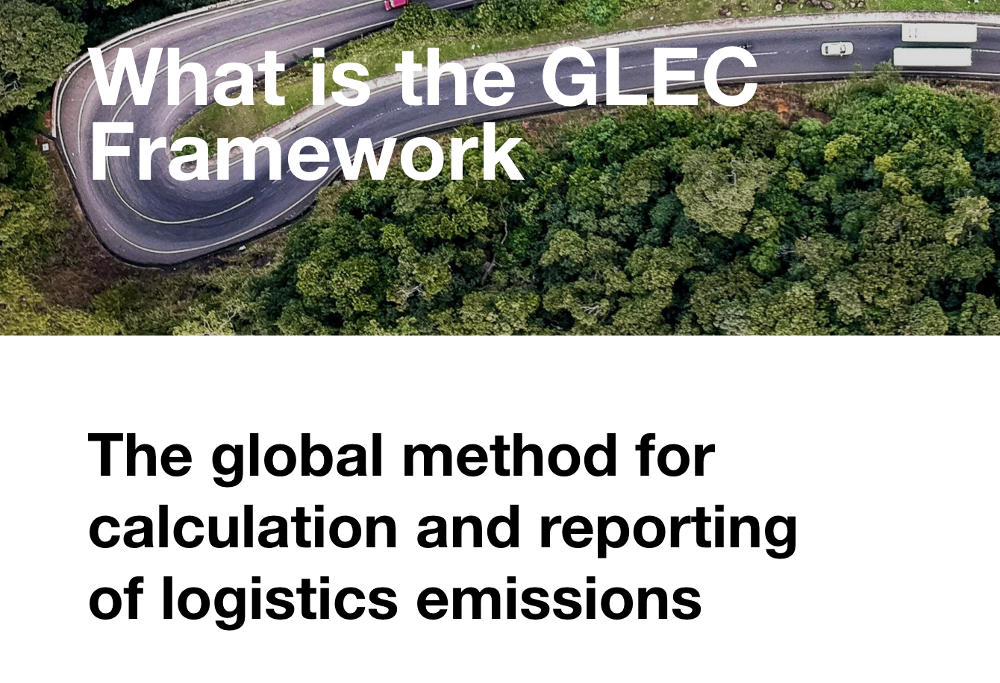 What is the GLEC
Framework
The global method for
calculation and reporting
of logistics emissions